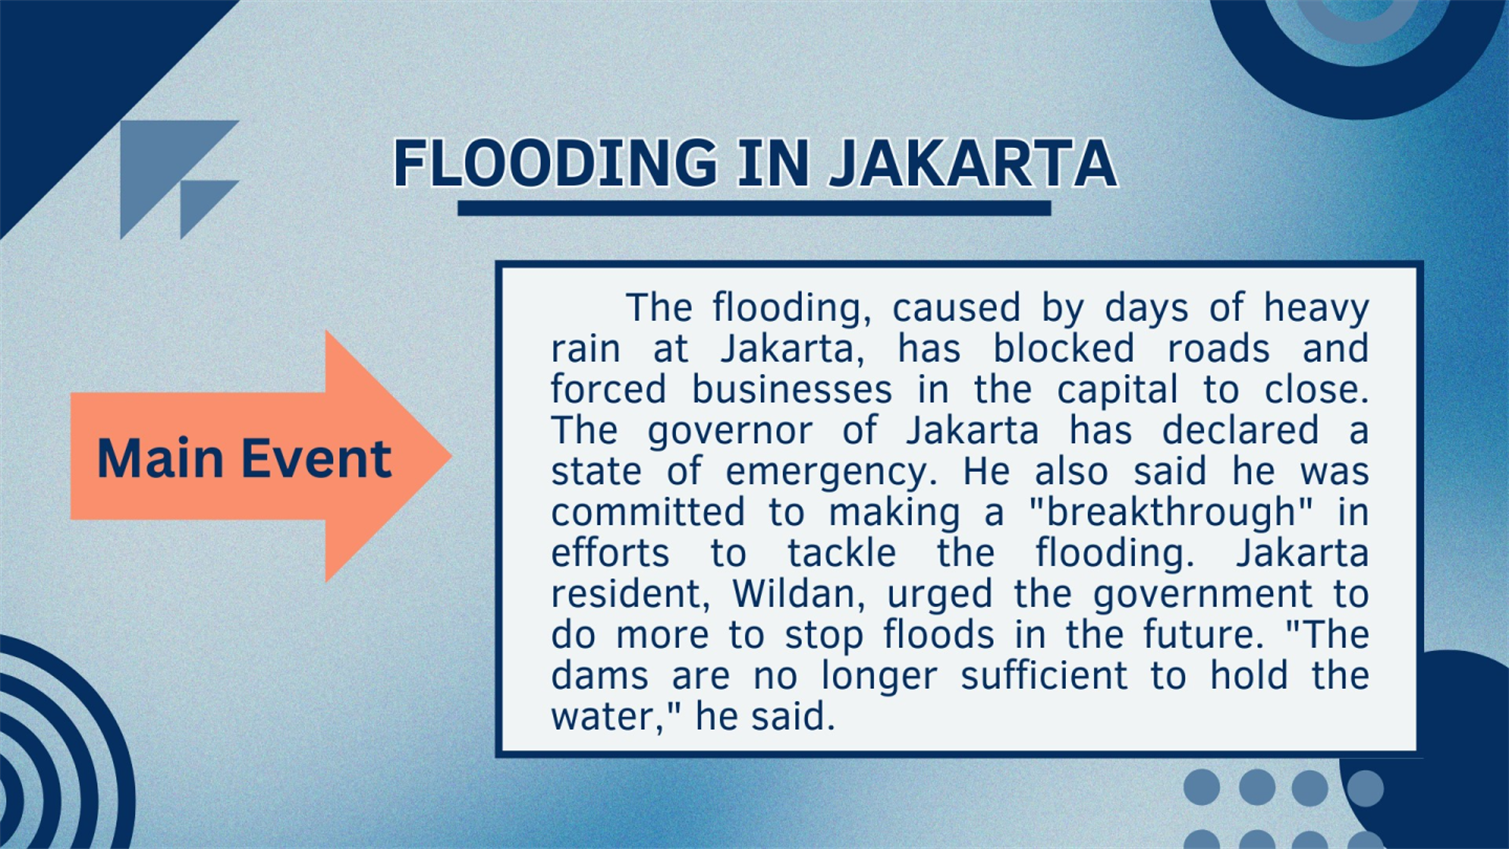 FLOODING IN JAKARTA
Main Event
The flooding, caused by days of heavy
rain at Jakarta, has blocked roads and
forced businesses in the capital to close.
The governor of Jakarta has declared a
state of emergency. He also said he was
committed to making a "breakthrough" in
efforts to tackle the flooding. Jakarta
resident, Wildan, urged the government to
do more to stop floods in the future. "The
dams are no longer sufficient to hold the
water," he said.